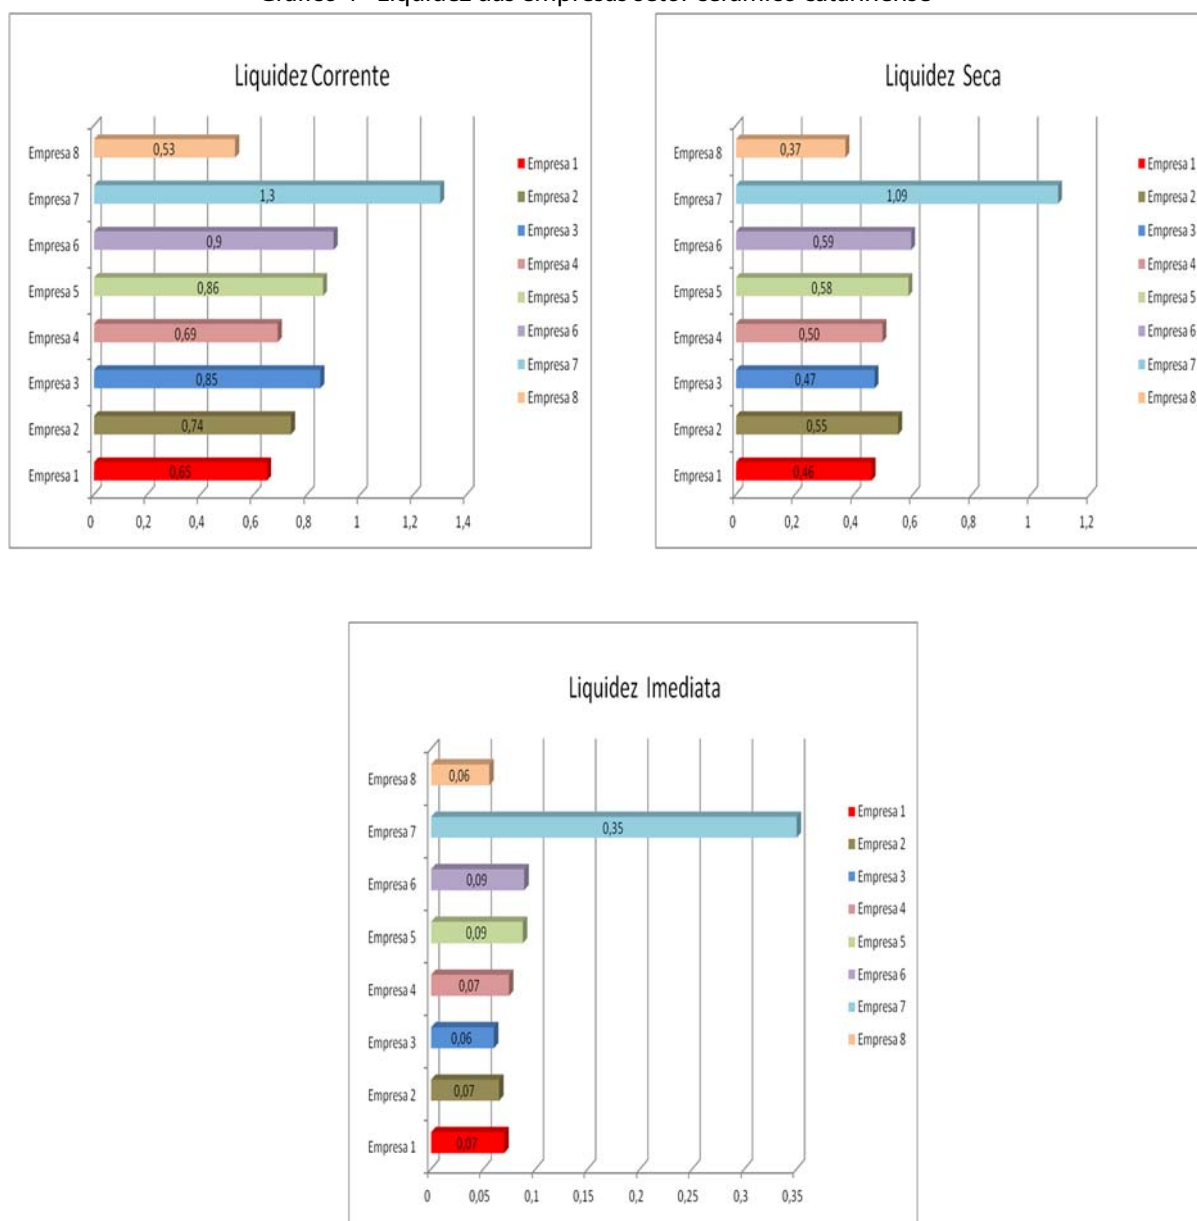 Gráfico 4 - Liquidez das empresas setor cerâmico catarinense
Liquidez Corrente
Empresa 8
0,53
Empresa 7
1,3
Empresa 6
0,9
Empresa 5
0,86
Empresa 4
0,69
Empresa 3
0,85
Empresa 2
0,74
Empresa 1
0,65
0 0,2 0,4 0,6 0,8 1 1,2 1,4
Empresa 1
Empresa 2
Empresa 3
Empresa 4
Empresa 5
Empresa 6
Empresa 7
Empresa 8
Liquidez Seca
Empresa 8
0,37
Empresa 7
1,09
Empresa 6
0,59
Empresa 5
0,58
Empresa 4
0,50
Empresa 3
0,47
Empresa 2
0,55
Empresa 1
0,46
0 0,2 0,4 0,6 0,8 1 1,2
Empresa 1
Empresa 2
Empresa 3
Empresa 4
Empresa 5
Empresa 6
Empresa 7
Empresa 8
Liquidez Imediata
Empresa 8
0,06
Empresa 7
0,35
Empresa 6
0,09
Empresa 5
0,09
Empresa 4
0,07
Empresa 3
0,06
Empresa 2
0,07
Empresa 1
0,07
0 0,05 0,1 0,15 0,2 0,25 0,3 0,35
Empresa 1
Empresa 2
Empresa 3
Empresa 4
Empresa 5
Empresa 6
Empresa 7
Empresa 8